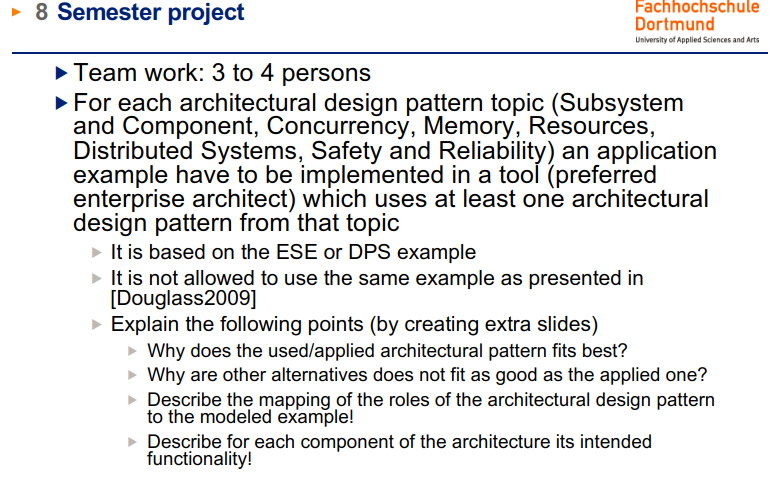 8 Semester project
Fachhochschule
Dortmund
University of Applied Sciences and Arts
Team work: 3 to 4 persons
For each architectural design pattern topic (Subsystem
and Component, Concurrency, Memory, Resources,
Distributed Systems, Safety and Reliability) an application
example have to be implemented in a tool (preferred
enterprise architect) which uses at least one architectural
design pattern from that topic
It is based on the ESE or DPS example
It is not allowed to use the same example as presented in
[Douglass2009]
Explain the following points (by creating extra slides)
Why does the used/applied architectural pattern fits best?
Why are other alternatives does not fit as good as the applied one?
Describe the mapping of the roles of the architectural design pattern
to the modeled example!
Describe for each component of the architecture its intended
functionality!